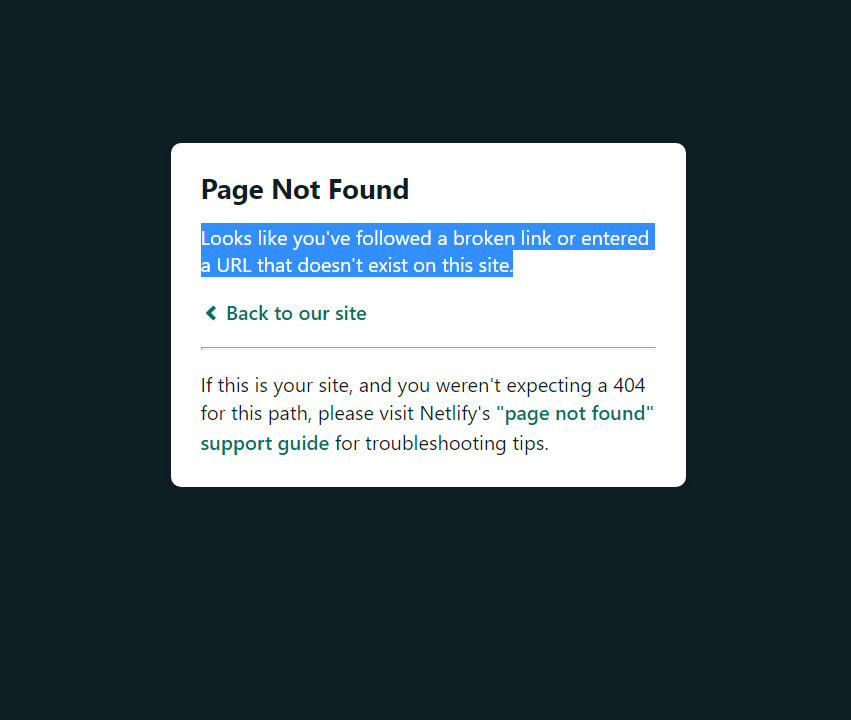 Page Not Found
Looks like you've followed a broken link or entered
a URL that doesn't exist on this site.
Back to our site
If this is your site, and you weren't expecting a 404
for this path, please visit Netlify's "page not found"
support guide for troubleshooting tips.